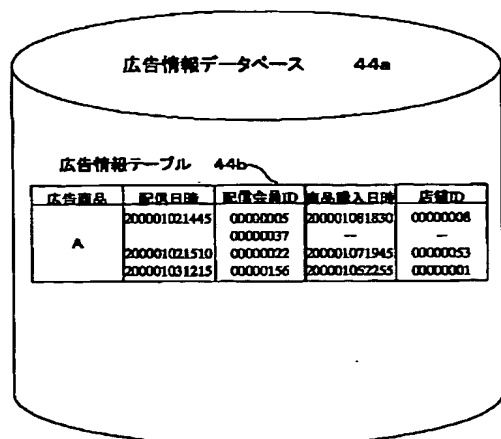 広告情報データベース 44a
広告情報テーブル 44b
広告商品 配信日時 配信会員ID 商品購入日時 店舗ID
A
200001021445 00000005 200001081830 00000008
00000037 — —
200001021510 00000022 200001071945 00000053
200001031215 00000156 200001052255 00000001